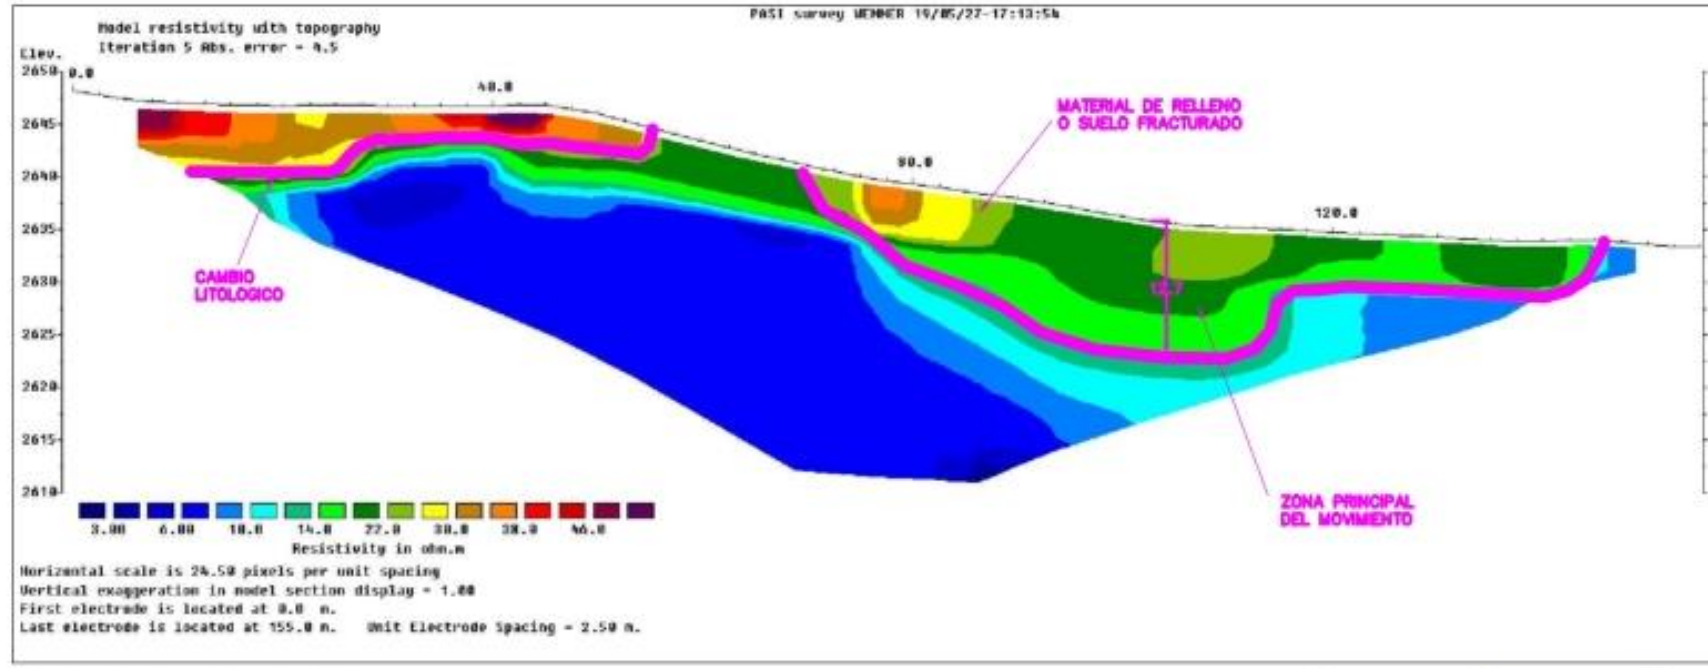 PASI survey WENNER 19/05/27-17:13:54
Model resistivity with topography
Iteration 5 Abs. error = 4.5
Elev.
2650
0.0
40.0
MATERIAL DE RELLENO
O SUELO FRACTURADO
2645
80.0
2640
120.0
2635
CAMBIO
LITOLOGICO
2630
2625
2620
2615
2610
ZONA PRINCIPAL
DEL MOVIMIENTO
3.00 6.00 10.0 14.0 22.0 30.0 38.0 46.0
Resistivity in ohm.m
Horizontal scale is 24.50 pixels per unit spacing
Vertical exaggeration in model section display = 1.00
First electrode is located at 0.0 m.
Last electrode is located at 155.0 m. Unit Electrode Spacing = 2.50 m.